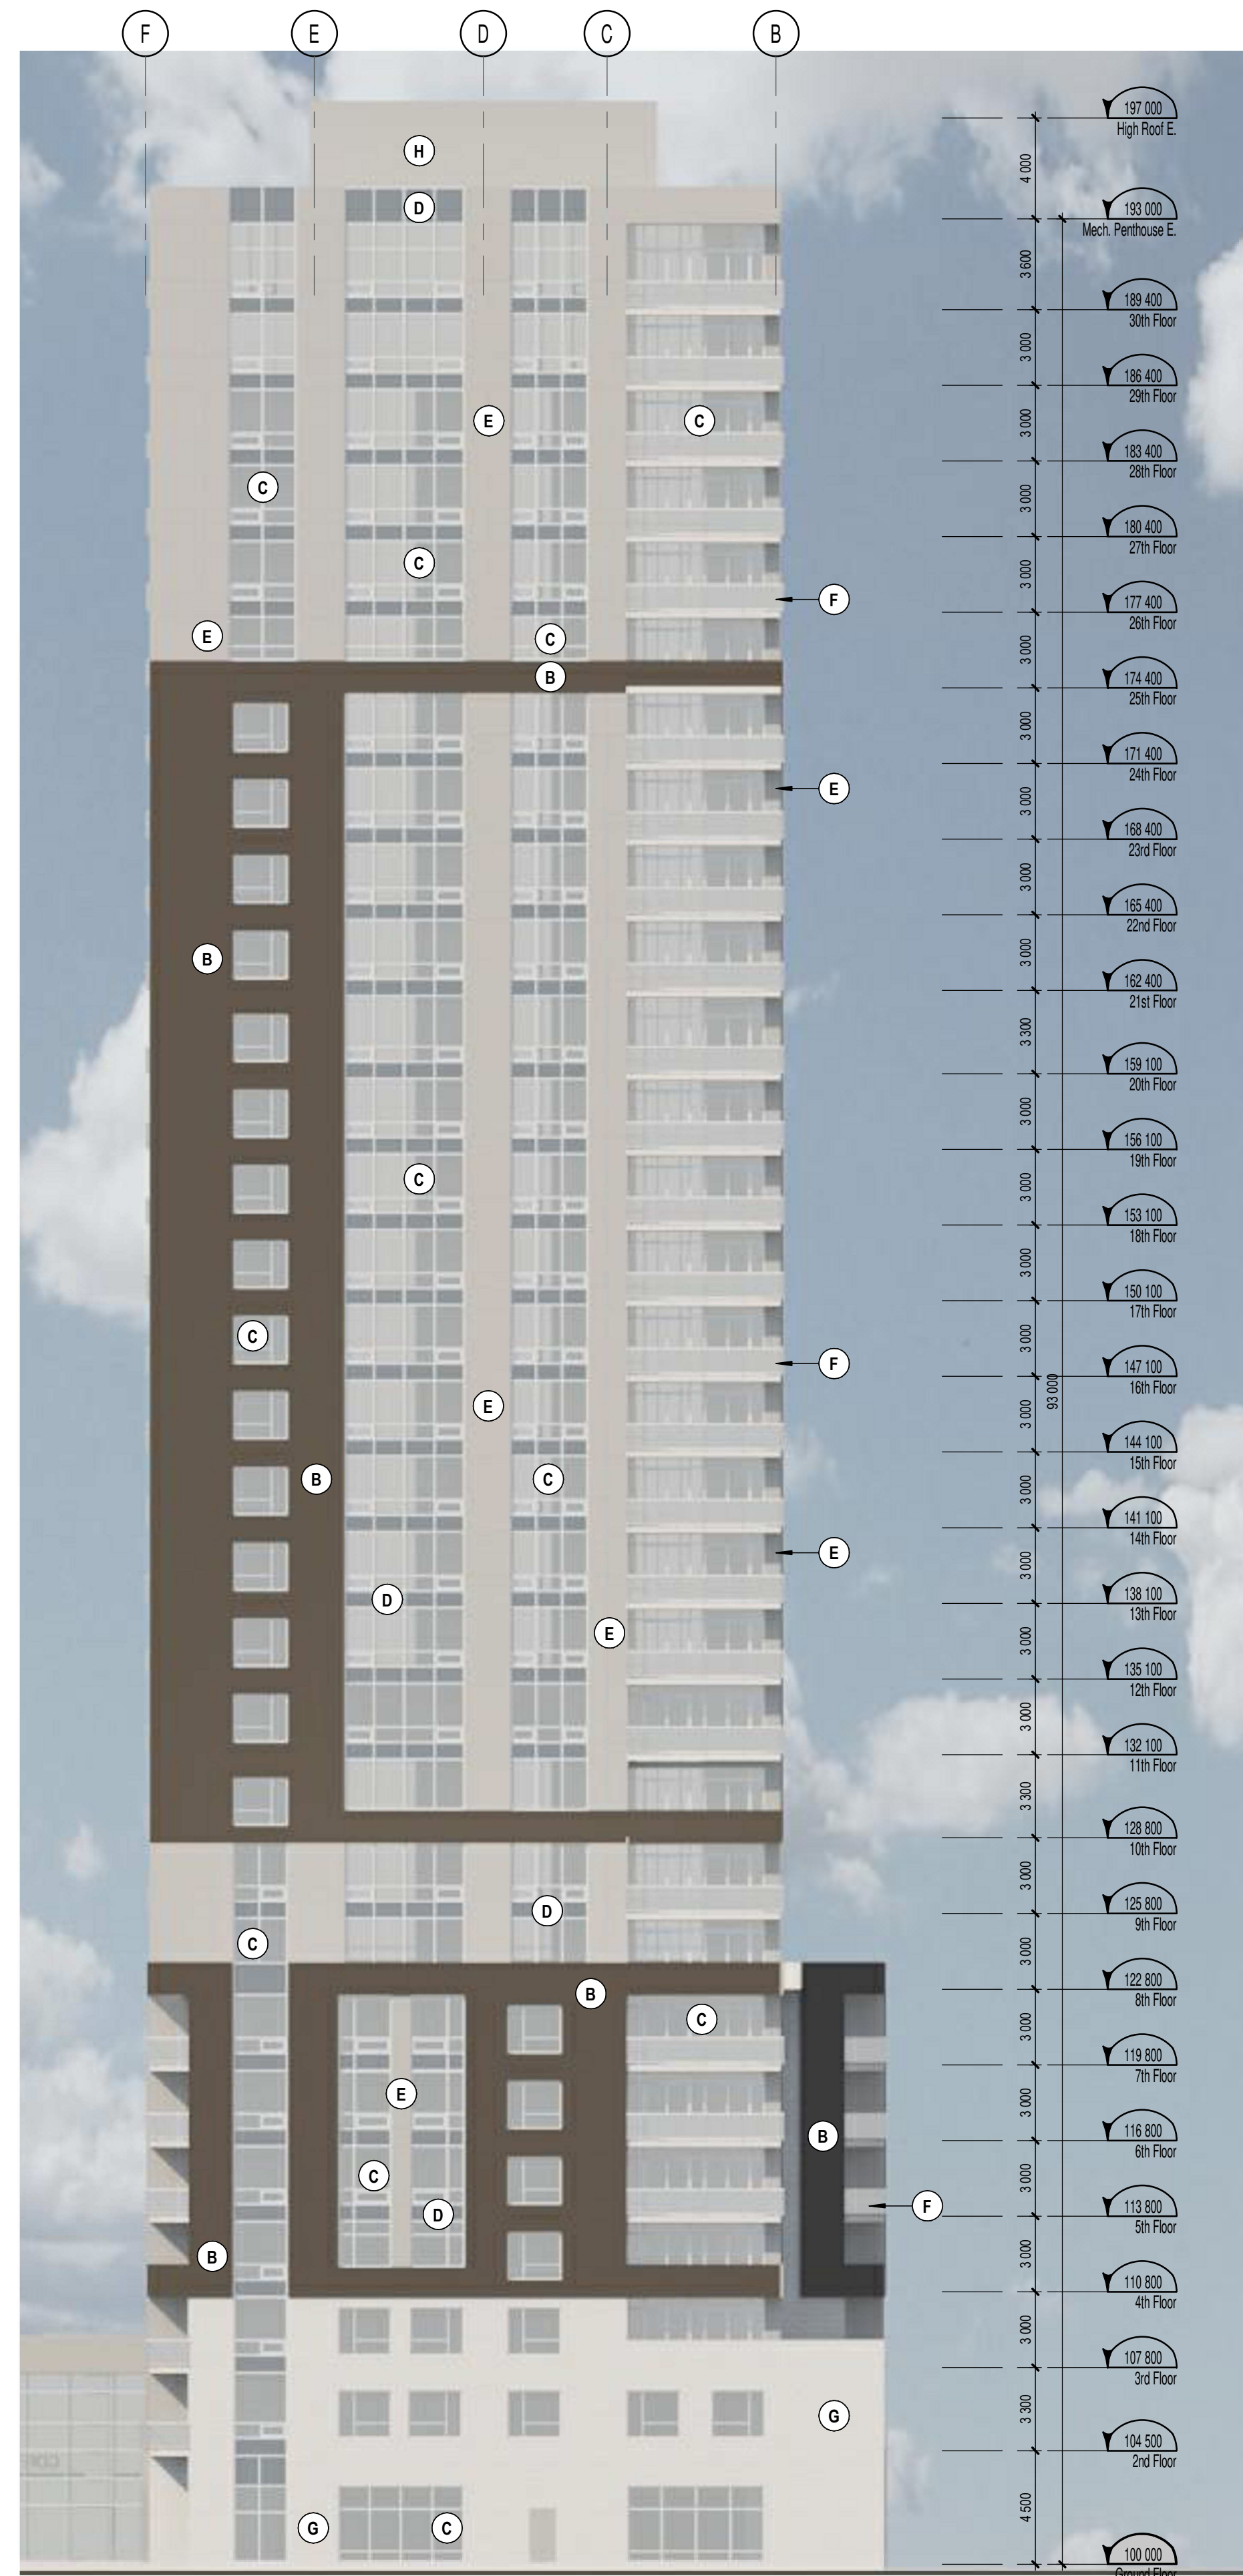 F E D C B
197 000
High Roof E.
4 000
H
D
193 000
Mech. Penthouse E.
3 600
189 400
30th Floor
3 000
186 400
29th Floor
E
C
3 000
183 400
28th Floor
C
3 000
180 400
27th Floor
C
3 000
F
177 400
26th Floor
E
C
3 000
B
174 400
25th Floor
3 000
171 400
24th Floor
E
3 000
168 400
23rd Floor
3 000
165 400
22nd Floor
B
3 000
162 400
21st Floor
3 300
159 100
20th Floor
3 000
156 100
19th Floor
C
3 000
153 100
18th Floor
3 000
150 100
17th Floor
C
3 000
F
147 100
16th Floor
93 000
E
3 000
144 100
15th Floor
B
C
3 000
141 100
14th Floor
E
3 000
D
138 100
13th Floor
E
3 000
135 100
12th Floor
3 000
132 100
11th Floor
3 300
128 800
10th Floor
3 000
D
125 800
9th Floor
C
3 000
B
122 800
8th Floor
C
3 000
119 800
7th Floor
E
3 000
B
116 800
6th Floor
C
3 000
F
D
113 800
5th Floor
B
3 000
110 800
4th Floor
3 000
107 800
3rd Floor
G
3 300
104 500
2nd Floor
G
C
4 500
100 000
Ground Floor